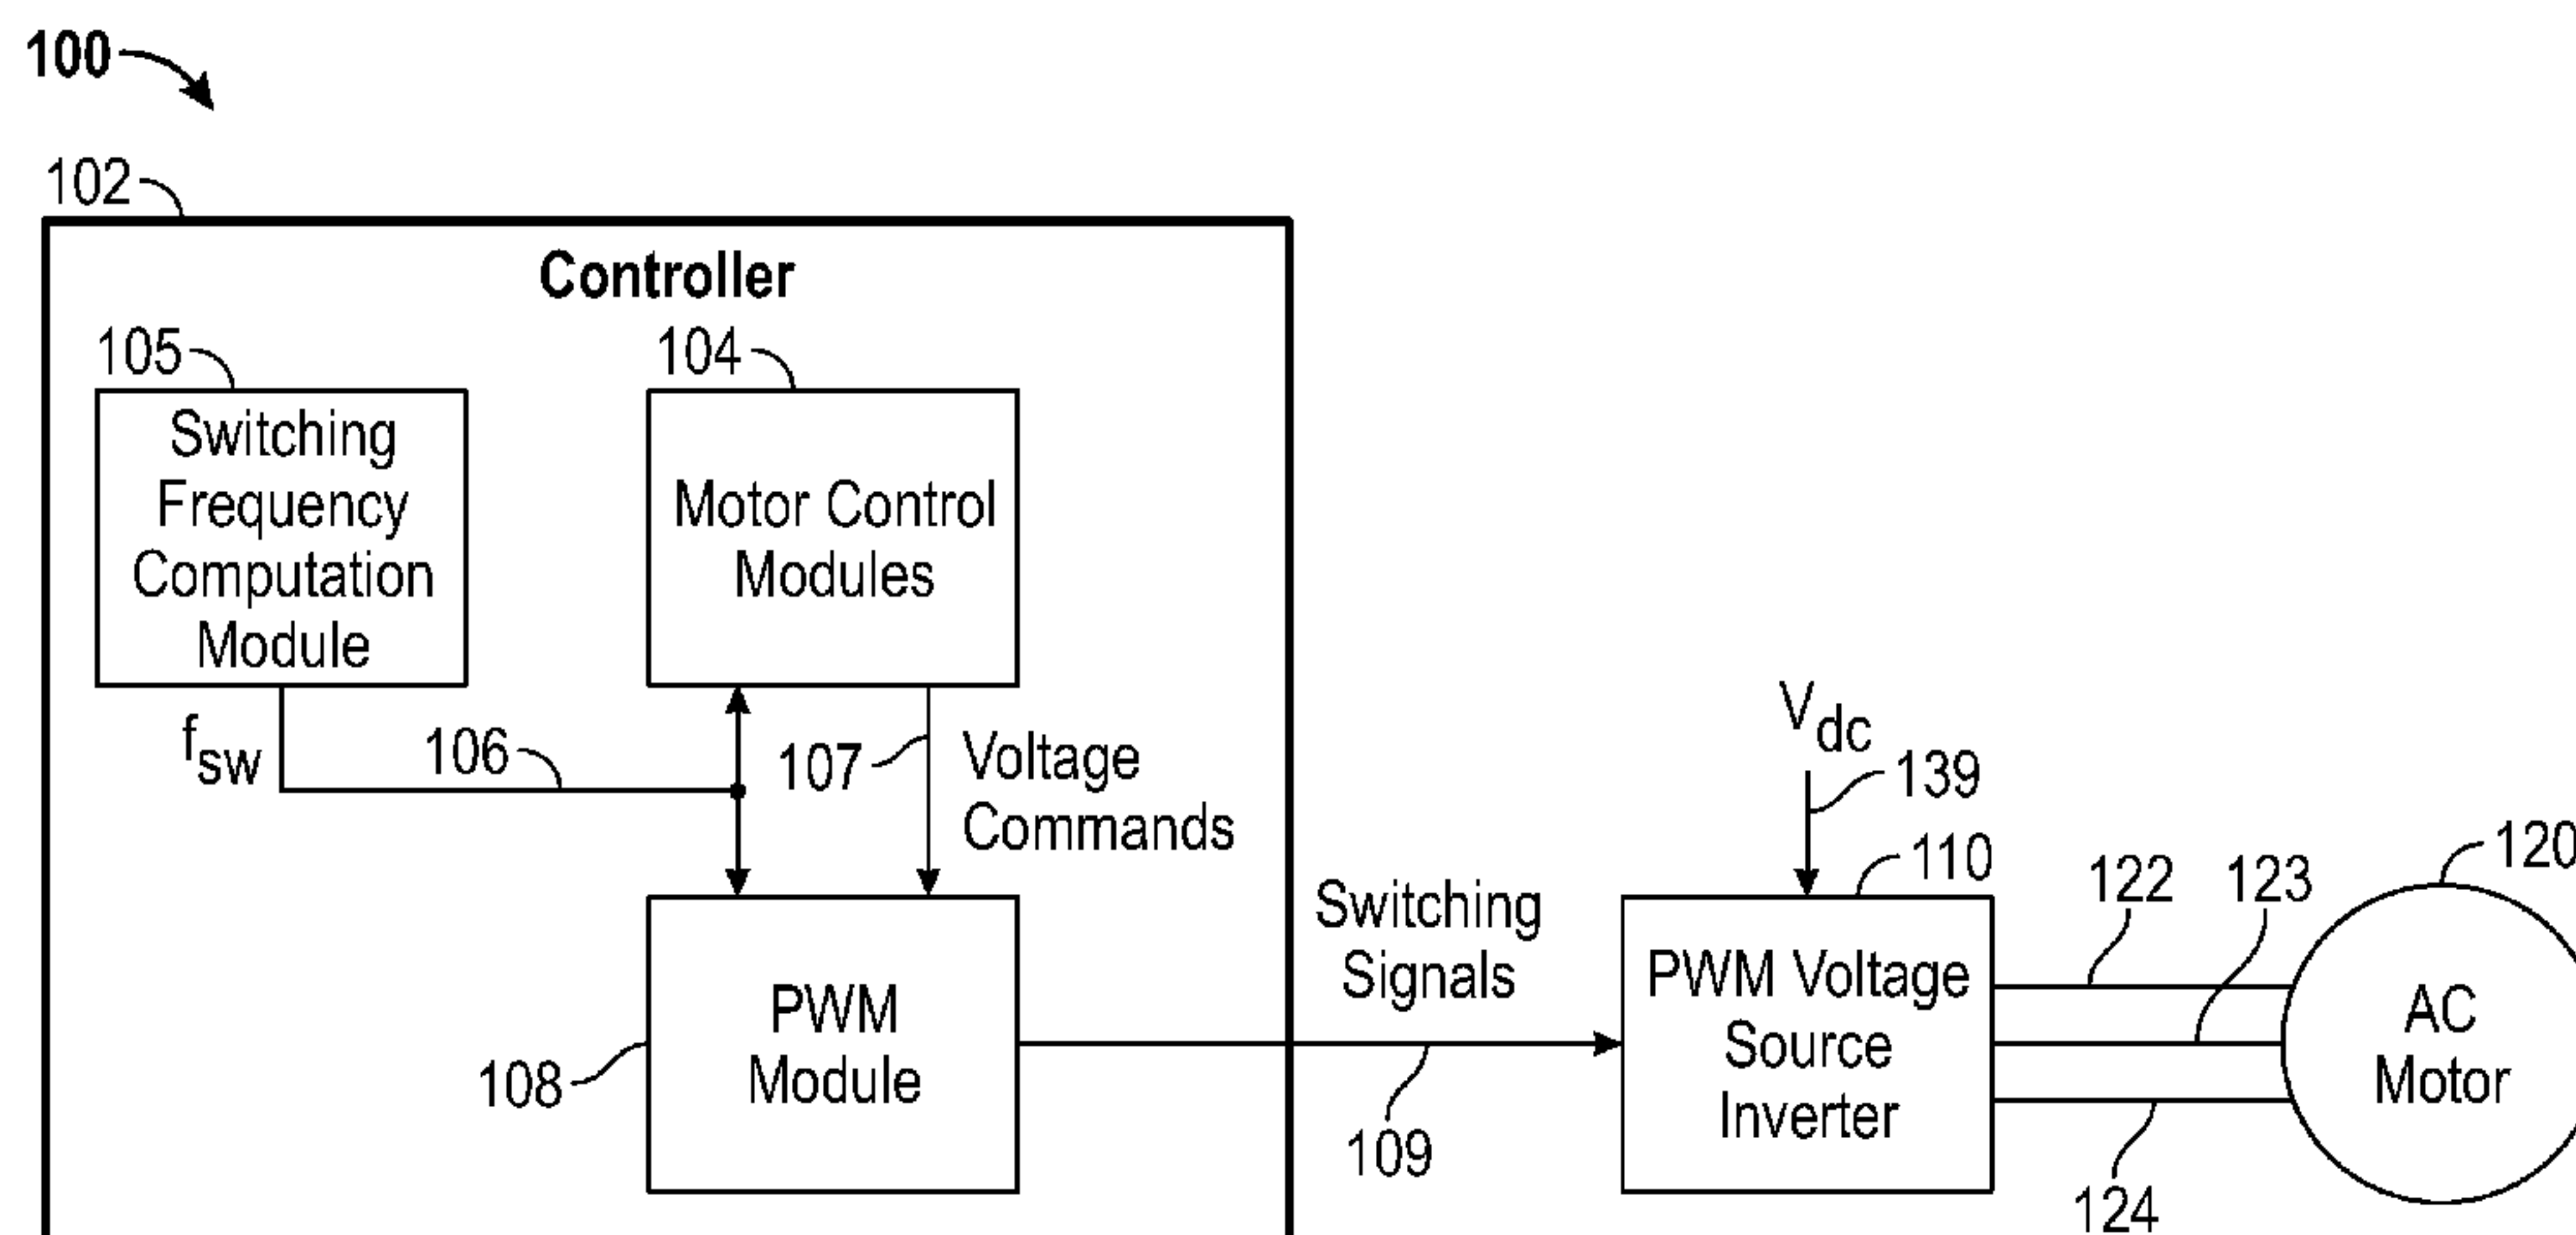 100
102
Controller
105
104
Switching
Frequency
Computation
Module
Motor Control
Modules
fsw
106
107
Voltage
Commands
Vdc
139
110
120
122
123
Switching
Signals
PWM
Module
108
109
PWM Voltage
Source
Inverter
AC
Motor
124